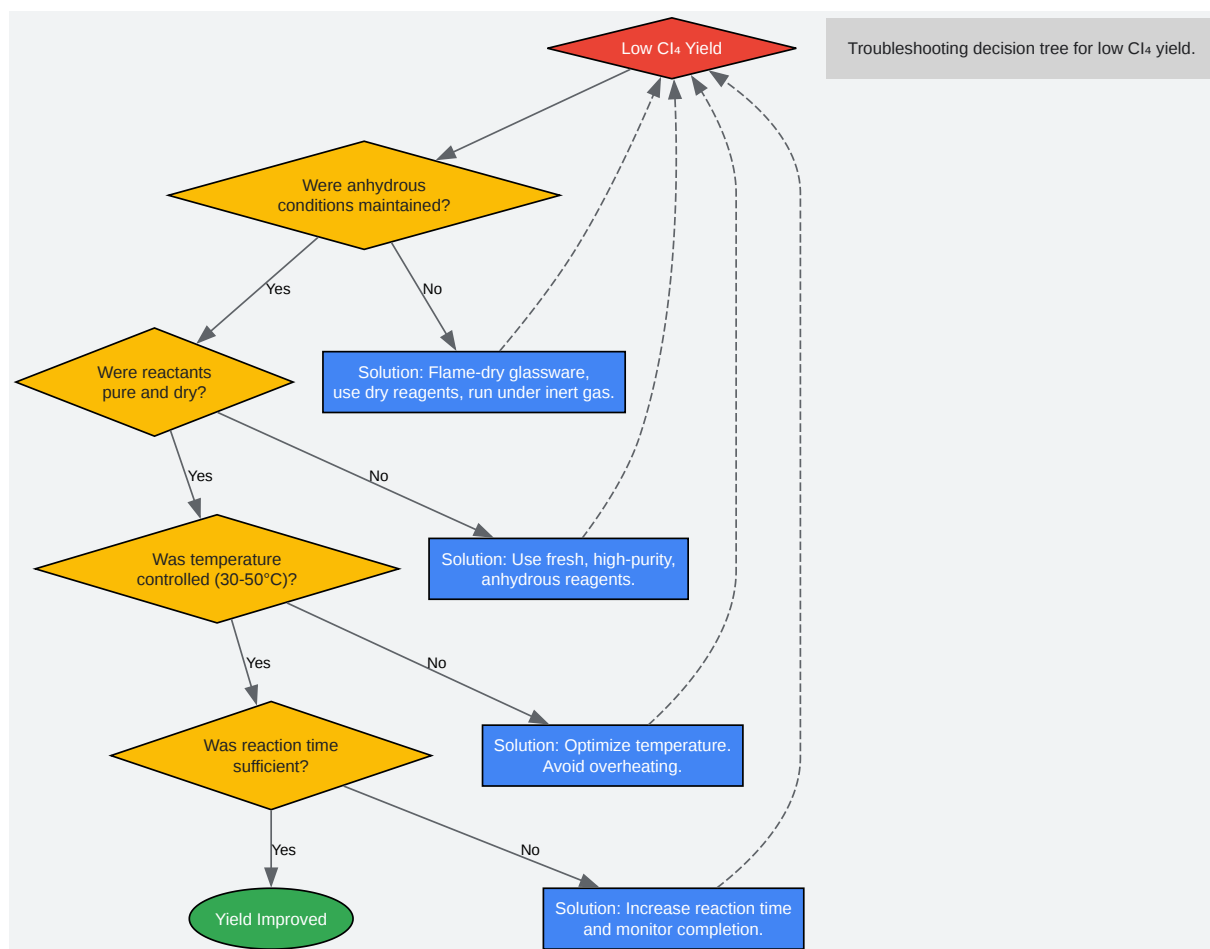 Low CI₄ Yield
Troubleshooting decision tree for low CI₄ yield.
Were anhydrous
conditions maintained?
Yes
No
Were reactants
pure and dry?
Solution: Flame-dry glassware,
use dry reagents, run under inert gas.
Yes
No
Was temperature
controlled (30-50°C)?
Solution: Use fresh, high-purity,
anhydrous reagents.
Yes
No
Was reaction time
sufficient?
Solution: Optimize temperature.
Avoid overheating.
Yes
No
Yield Improved
Solution: Increase reaction time
and monitor completion.